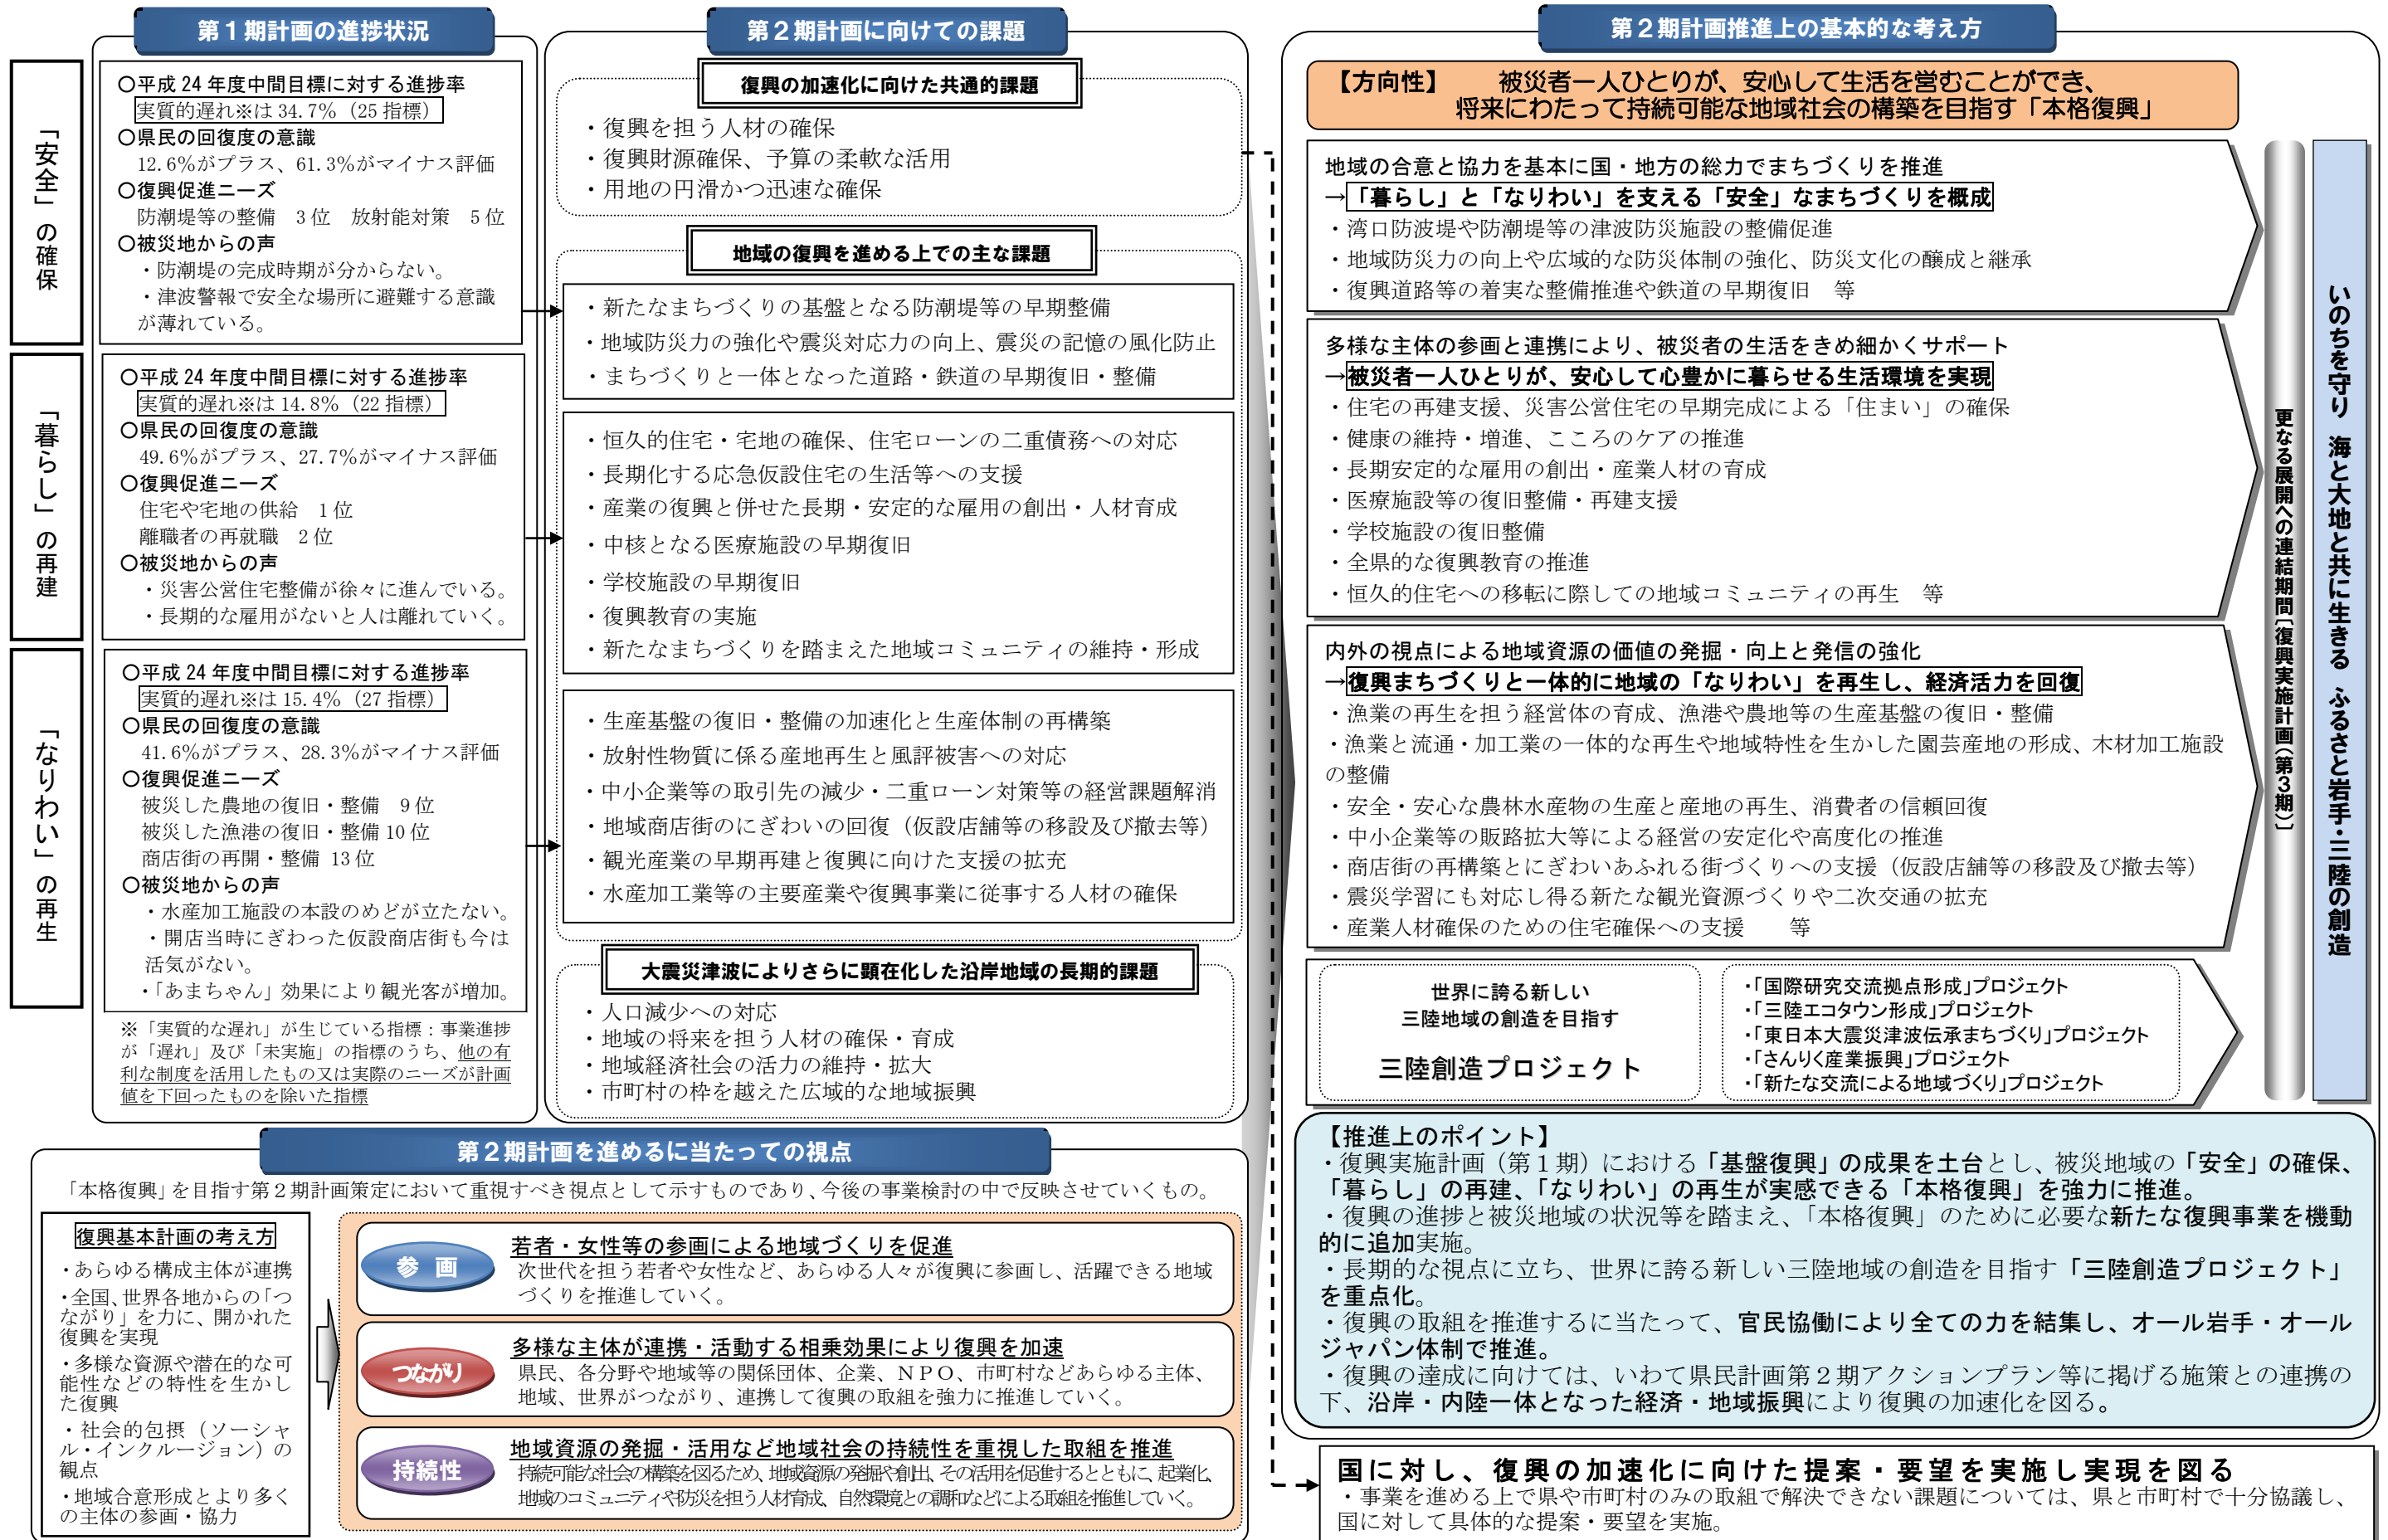 第１期計画の進捗状況
「安全」の確保
○平成 24 年度中間目標に対する進捗率
実質的遅れ※は 34.7％（25 指標）
○県民の回復度の意識
12.6％がプラス、61.3％がマイナス評価
○復興促進ニーズ
防潮堤等の整備　3 位　放射能対策　5 位
○被災地からの声
・防潮堤の完成時期が分からない。
・津波警報で安全な場所に避難する意識
が薄れている。
「暮らし」の再建
○平成 24 年度中間目標に対する進捗率
実質的遅れ※は 14.8％（22 指標）
○県民の回復度の意識
49.6％がプラス、27.7％がマイナス評価
○復興促進ニーズ
住宅や宅地の供給　1 位
離職者の再就職　2 位
○被災地からの声
・災害公営住宅整備が徐々に進んでいる。
・長期的な雇用がないと人は離れていく。
「なりわい」の再生
○平成 24 年度中間目標に対する進捗率
実質的遅れ※は 15.4％（27 指標）
○県民の回復度の意識
41.6％がプラス、28.3％がマイナス評価
○復興促進ニーズ
被災した農地の復旧・整備　9 位
被災した漁港の復旧・整備 10 位
商店街の再開・整備 13 位
○被災地からの声
・水産加工施設の本設のめどが立たない。
・開店当時にぎわった仮設商店街も今は
活気がない。
・「あまちゃん」効果により観光客が増加。
※「実質的な遅れ」が生じている指標：事業進捗
が「遅れ」及び「未実施」の指標のうち、他の有
利な制度を活用したもの又は実際のニーズが計画
値を下回ったものを除いた指標
第２期計画に向けての課題
復興の加速化に向けた共通的課題
・復興を担う人材の確保
・復興財源確保、予算の柔軟な活用
・用地の円滑かつ迅速な確保
地域の復興を進める上での主な課題
・新たなまちづくりの基盤となる防潮堤等の早期整備
・地域防災力の強化や震災対応力の向上、震災の記憶の風化防止
・まちづくりと一体となった道路・鉄道の早期復旧・整備
・恒久的住宅・宅地の確保、住宅ローンの二重債務への対応
・長期化する応急仮設住宅の生活等への支援
・産業の復興と併せた長期・安定的な雇用の創出・人材育成
・中核となる医療施設の早期復旧
・学校施設の早期復旧
・復興教育の実施
・新たなまちづくりを踏まえた地域コミュニティの維持・形成
・生産基盤の復旧・整備の加速化と生産体制の再構築
・放射性物質に係る産地再生と風評被害への対応
・中小企業等の取引先の減少・二重ローン対策等の経営課題解消
・地域商店街のにぎわいの回復（仮設店舗等の移設及び撤去等）
・観光産業の早期再建と復興に向けた支援の拡充
・水産加工業等の主要産業や復興事業に従事する人材の確保
大震災津波によりさらに顕在化した沿岸地域の長期的課題
・人口減少への対応
・地域の将来を担う人材の確保・育成
・地域経済社会の活力の維持・拡大
・市町村の枠を越えた広域的な地域振興
第２期計画を進めるに当たっての視点
「本格復興」を目指す第２期計画策定において重視すべき視点として示すものであり、今後の事業検討の中で反映させていくもの。
復興基本計画の考え方
・あらゆる構成主体が連携
・全国、世界各地からの「つ
ながり」を力に、開かれた
復興を実現
・多様な資源や潜在的な可
能性などの特性を生かし
た復興
・社会的包摂（ソーシャ
ル・インクルージョン）の
観点
・地域合意形成とより多く
の主体の参画・協力
参 画
若者・女性等の参画による地域づくりを促進
次世代を担う若者や女性など、あらゆる人々が復興に参画し、活躍できる地域
づくりを推進していく。
つながり
多様な主体が連携・活動する相乗効果により復興を加速
県民、各分野や地域等の関係団体、企業、ＮＰＯ、市町村などあらゆる主体、
地域、世界がつながり、連携して復興の取組を強力に推進していく。
持続性
地域資源の発掘・活用など地域社会の持続性を重視した取組を推進
持続可能な社会の構築を図るため、地域資源の発掘や創出、その活用を促進するとともに、起業化、
地域のコミュニティや防災を担う人材育成、自然環境との調和などによる取組を推進していく。
第２期計画推進上の基本的な考え方
【方向性】　被災者一人ひとりが、安心して生活を営むことができ、
将来にわたって持続可能な地域社会の構築を目指す「本格復興」
地域の合意と協力を基本に国・地方の総力でまちづくりを推進
→「暮らし」と「なりわい」を支える「安全」なまちづくりを概成
・湾口防波堤や防潮堤等の津波防災施設の整備促進
・地域防災力の向上や広域的な防災体制の強化、防災文化の醸成と継承
・復興道路等の着実な整備推進や鉄道の早期復旧　等
多様な主体の参画と連携により、被災者の生活をきめ細かくサポート
→被災者一人ひとりが、安心して心豊かに暮らせる生活環境を実現
・住宅の再建支援、災害公営住宅の早期完成による「住まい」の確保
・健康の維持・増進、こころのケアの推進
・長期安定的な雇用の創出・産業人材の育成
・医療施設等の復旧整備・再建支援
・学校施設の復旧整備
・全県的な復興教育の推進
・恒久的住宅への移転に際しての地域コミュニティの再生　等
内外の視点による地域資源の価値の発掘・向上と発信の強化
→復興まちづくりと一体的に地域の「なりわい」を再生し、経済活力を回復
・漁業の再生を担う経営体の育成、漁港や農地等の生産基盤の復旧・整備
・漁業と流通・加工業の一体的な再生や地域特性を生かした園芸産地の形成、木材加工施設
の整備
・安全・安心な農林水産物の生産と産地の再生、消費者の信頼回復
・中小企業等の販路拡大等による経営の安定化や高度化の推進
・商店街の再構築とにぎわいあふれる街づくりへの支援（仮設店舗等の移設及び撤去等）
・震災学習にも対応し得る新たな観光資源づくりや二次交通の拡充
・産業人材確保のための住宅確保への支援　　等
世界に誇る新しい
三陸地域の創造を目指す
三陸創造プロジェクト
・「国際研究交流拠点形成」プロジェクト
・「三陸エコタウン形成」プロジェクト
・「東日本大震災津波伝承まちづくり」プロジェクト
・「さんりく産業振興」プロジェクト
・「新たな交流による地域づくり」プロジェクト
更なる展開への連結期間［復興実施計画（第３期）］
いのちを守り　海と大地と共に生きる　ふるさと岩手・三陸の創造
【推進上のポイント】
・復興実施計画（第１期）における「基盤復興」の成果を土台とし、被災地域の「安全」の確保、
「暮らし」の再建、「なりわい」の再生が実感できる「本格復興」を強力に推進。
・復興の進捗と被災地域の状況等を踏まえ、「本格復興」のために必要な新たな復興事業を機動
的に追加実施。
・長期的な視点に立ち、世界に誇る新しい三陸地域の創造を目指す「三陸創造プロジェクト」
を重点化。
・復興の取組を推進するに当たって、官民協働により全ての力を結集し、オール岩手・オール
ジャパン体制で推進。
・復興の達成に向けては、いわて県民計画第２期アクションプラン等に掲げる施策との連携の
下、沿岸・内陸一体となった経済・地域振興により復興の加速化を図る。
国に対し、復興の加速化に向けた提案・要望を実施し実現を図る
・事業を進める上で県や市町村のみの取組で解決できない課題については、県と市町村で十分協議し、
国に対して具体的な提案・要望を実施。